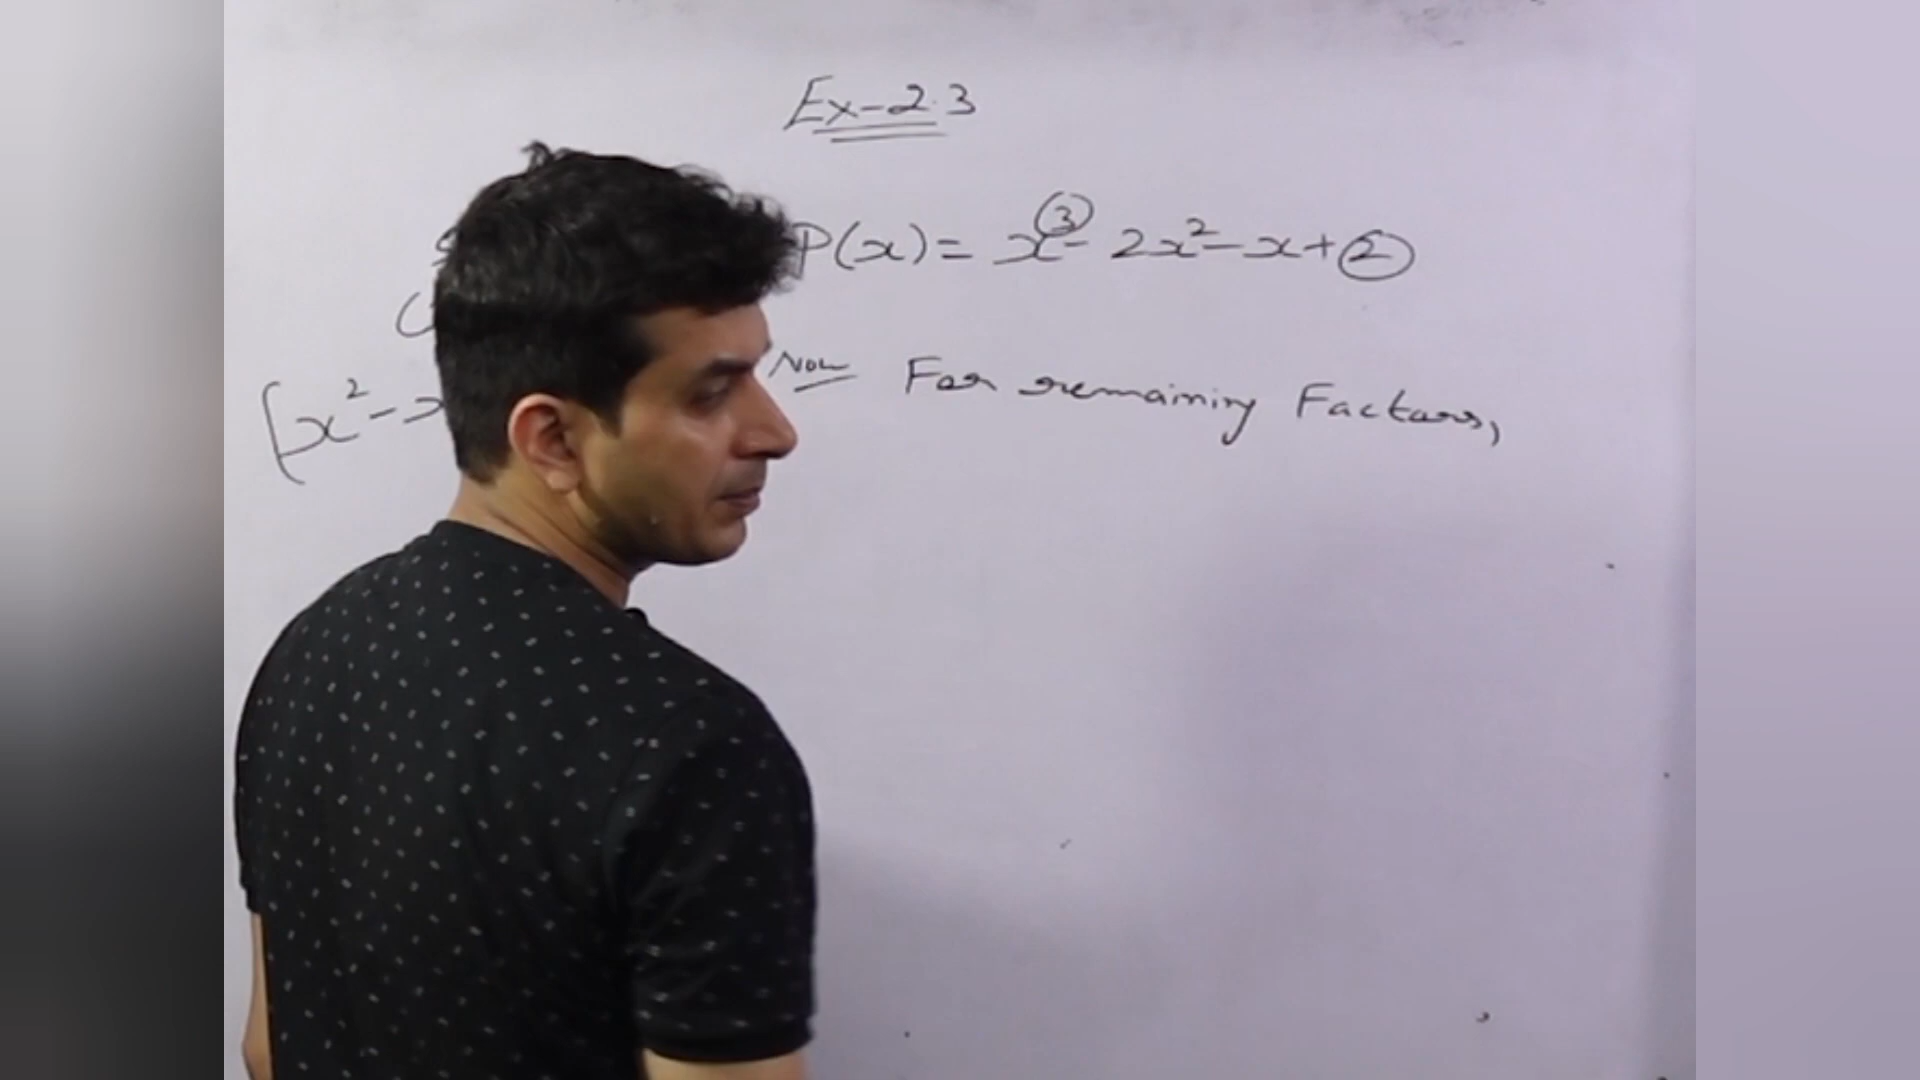 Ex-2.3
P(x) = x³ - 2x² - x + 2
Now For remaining Factors,
[x² - x